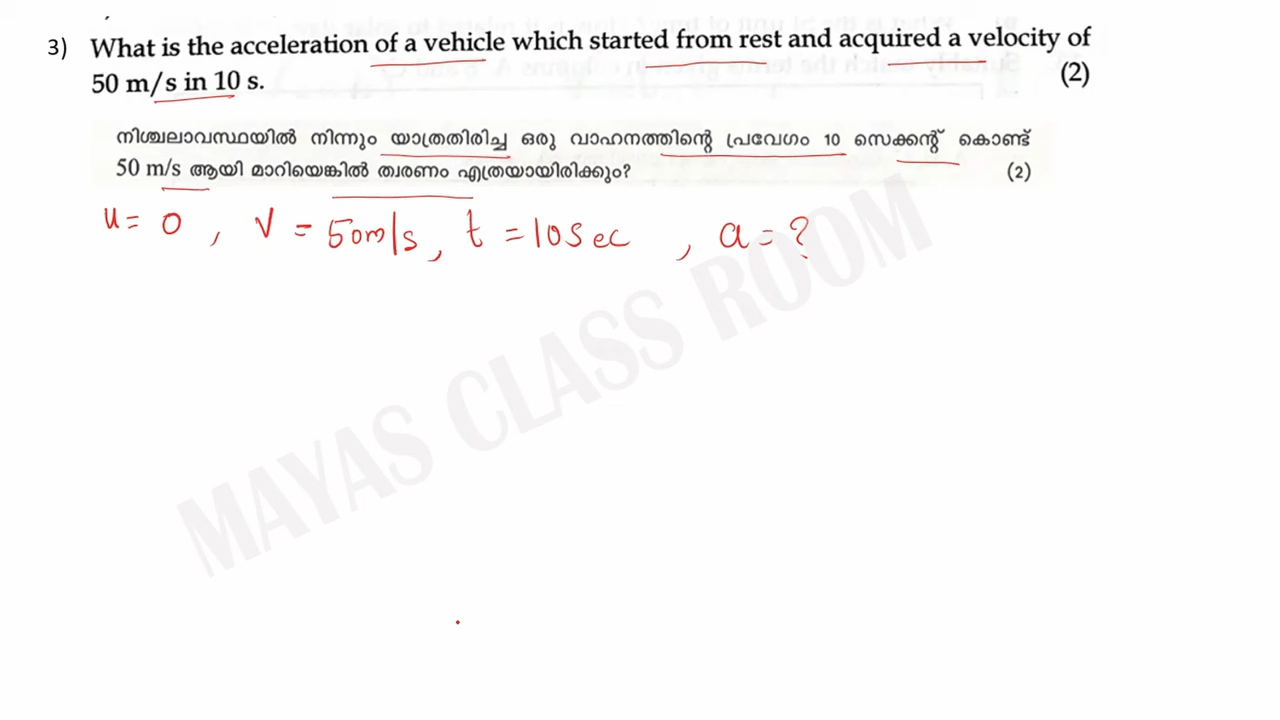 3) What is the acceleration of a vehicle which started from rest and acquired a velocity of
50 m/s in 10 s. (2)
നിശ്ചലാവസ്ഥയിൽ നിന്നും യാത്രതിരിച്ച ഒരു വാഹനത്തിന്റെ പ്രവേഗം 10 സെക്കന്റ് കൊണ്ട്
50 m/s ആയി മാറിയെങ്കിൽ ത്വരണം എത്രയായിരിക്കും? (2)
u = 0 , v = 50m/s, t = 10sec , a = ?
MAYAS CLASS ROOM